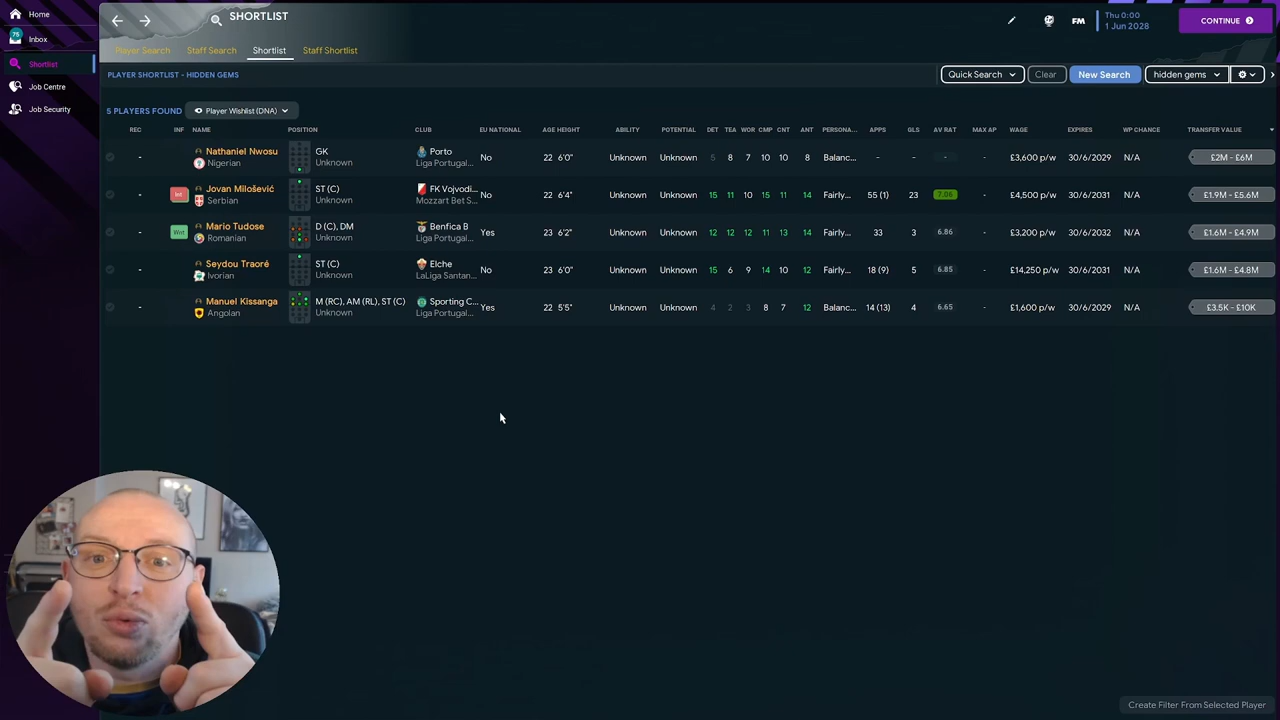 Home
75
Inbox
Shortlist
Job Centre
Job Security
SHORTLIST
FM
Thu 0:00
1 Jun 2028
CONTINUE
Player Search
Staff Search
Shortlist
Staff Shortlist
PLAYER SHORTLIST - HIDDEN GEMS
Quick Search
Clear
New Search
hidden gems
5 PLAYERS FOUND
Player Wishlist (DNA)
REC INF NAME POSITION CLUB EU NATIONAL AGE HEIGHT ABILITY POTENTIAL DET TEA WOR CMP CNT ANT PERSONA... APPS GLS AV RAT MAX AP WAGE EXPIRES WP CHANCE TRANSFER VALUE
- Nathaniel Nwosu GK Porto No 22 6'0" Unknown Unknown 5 8 7 10 10 8 Balanc... - - - - £3,600 p/w 30/6/2029 N/A £2M - £6M
Nigerian Unknown Liga Portugal...
- Int Jovan Milošević ST (C) FK Vojvodi... No 22 6'4" Unknown Unknown 15 11 10 15 11 14 Fairly... 55 (1) 23 7.06 - £4,500 p/w 30/6/2031 N/A £1.9M - £5.6M
Serbian Unknown Mozzart Bet S...
- Wnt Mario Tudose D (C), DM Benfica B Yes 23 6'2" Unknown Unknown 12 12 12 11 13 14 Fairly... 33 3 6.86 - £3,200 p/w 30/6/2032 N/A £1.6M - £4.9M
Romanian Unknown Liga Portugal...
- Seydou Traoré ST (C) Elche No 23 6'0" Unknown Unknown 15 6 9 14 10 12 Fairly... 18 (9) 5 6.85 - £14,250 p/w 30/6/2031 N/A £1.6M - £4.8M
Ivorian Unknown LaLiga Santan...
- Manuel Kissanga M (RC), AM (RL), ST (C) Sporting C... Yes 22 5'5" Unknown Unknown 4 2 3 8 7 12 Balanc... 14 (13) 4 6.65 - £1,600 p/w 30/6/2029 N/A £3.5K - £10K
Angolan Unknown Liga Portugal...
Create Filter From Selected Player